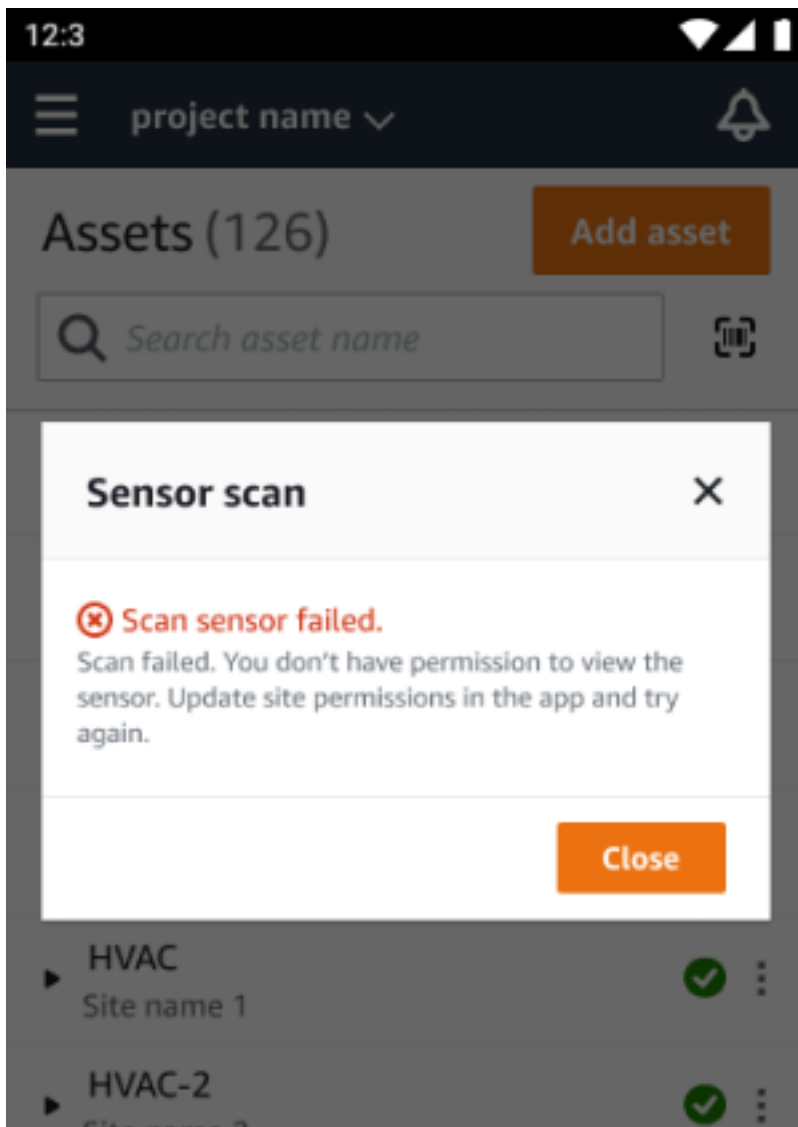 12:3
project name
Assets (126)
Add asset
Search asset name
Sensor scan
Scan sensor failed.
Scan failed. You don't have permission to view the
sensor. Update site permissions in the app and try
again.
Close
HVAC
Site name 1
HVAC-2
Site name